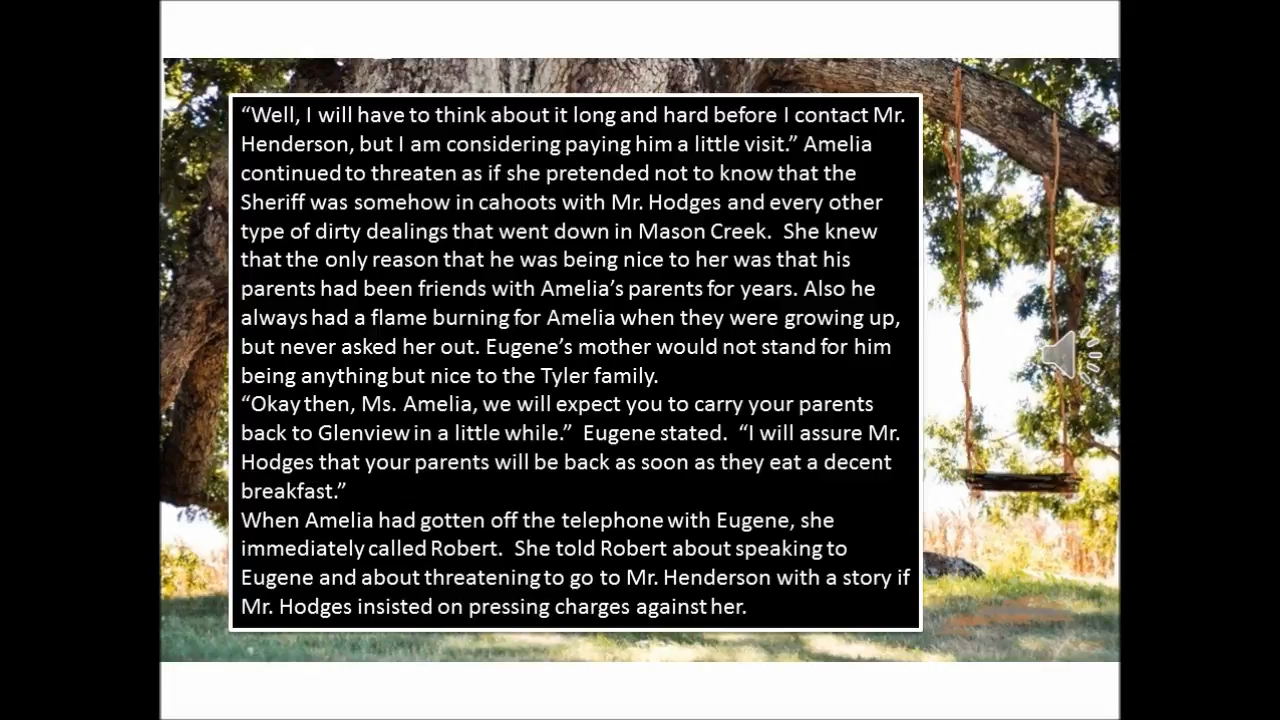 “Well, I will have to think about it long and hard before I contact Mr.
Henderson, but I am considering paying him a little visit.” Amelia
continued to threaten as if she pretended not to know that the
Sheriff was somehow in cahoots with Mr. Hodges and every other
type of dirty dealings that went down in Mason Creek.  She knew
that the only reason that he was being nice to her was that his
parents had been friends with Amelia’s parents for years. Also he
always had a flame burning for Amelia when they were growing up,
but never asked her out. Eugene’s mother would not stand for him
being anything but nice to the Tyler family.
“Okay then, Ms. Amelia, we will expect you to carry your parents
back to Glenview in a little while.”  Eugene stated.  “I will assure Mr.
Hodges that your parents will be back as soon as they eat a decent
breakfast.”
When Amelia had gotten off the telephone with Eugene, she
immediately called Robert.  She told Robert about speaking to
Eugene and about threatening to go to Mr. Henderson with a story if
Mr. Hodges insisted on pressing charges against her.